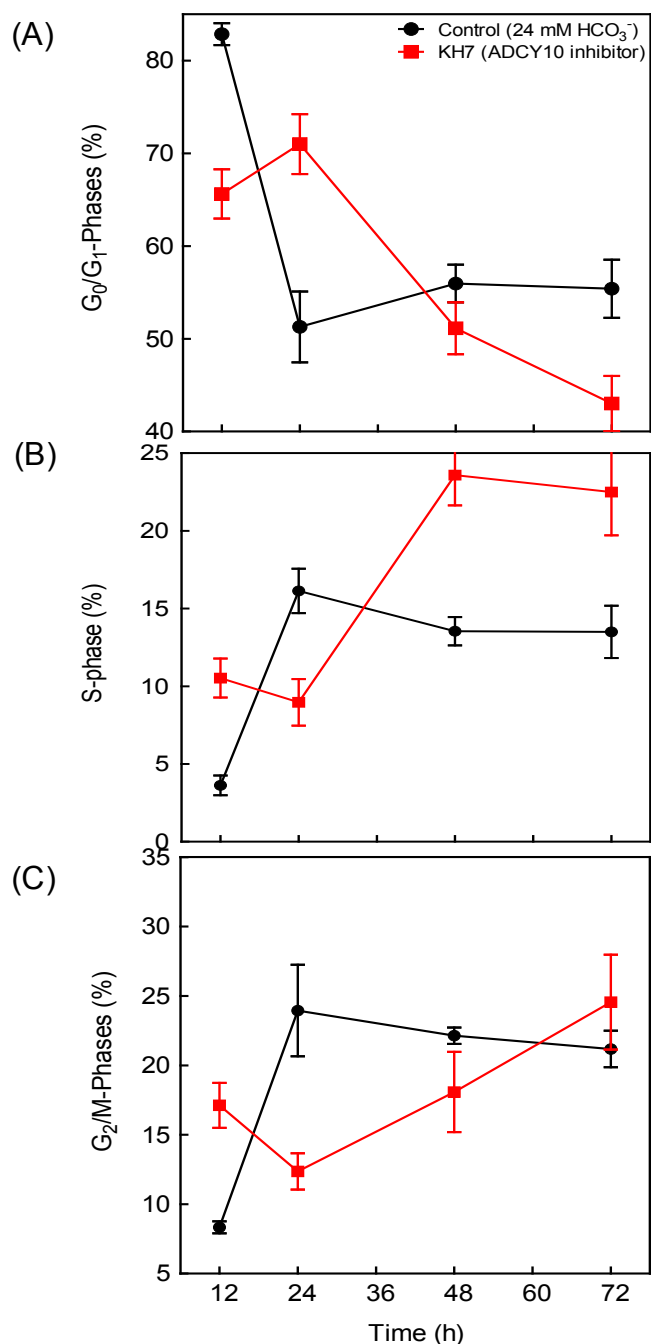 (A)
Control (24 mM HCO₃⁻)
KH7 (ADCY10 inhibitor)
80
70
60
50
40
G₀/G₁-Phases (%)
(B)
25
20
15
10
5
0
S-phase (%)
(C)
35
30
25
20
15
10
5
G₂/M-Phases (%)
12 24 36 48 60 72
Time (h)